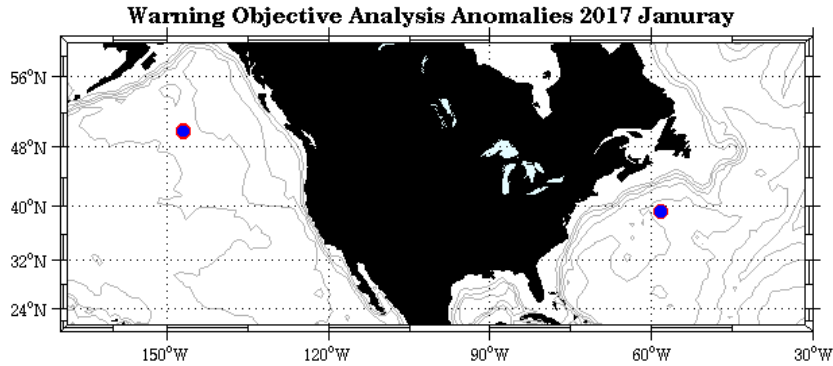 Warning Objective Analysis Anomalies 2017 Januray
56°N
48°N
40°N
32°N
24°N
150°W
120°W
90°W
60°W
30°W